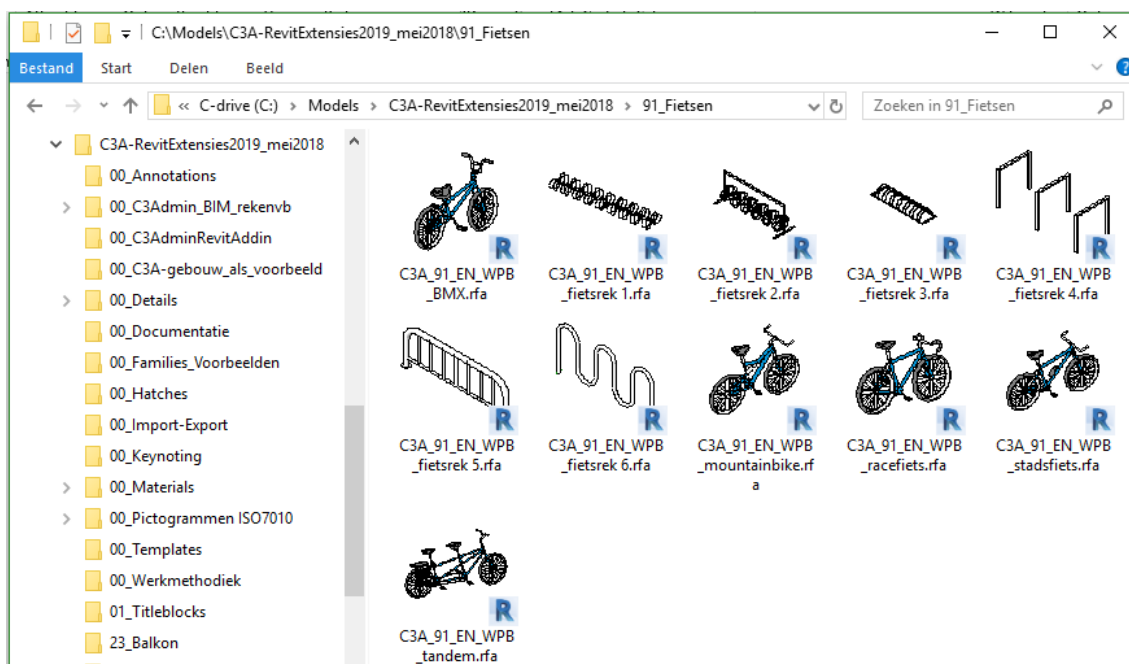 C:\Models\C3A-RevitExtensies2019_mei2018\91_Fietsen
Bestand Start Delen Beeld
« C-drive (C:) > Models > C3A-RevitExtensies2019_mei2018 > 91_Fietsen
Zoeken in 91_Fietsen
C3A-RevitExtensies2019_mei2018
00_Annotations
00_C3Admin_BIM_rekenvb
00_C3AdminRevitAddin
00_C3A-gebouw_als_voorbeeld
00_Details
00_Documentatie
00_Families_Voorbeelden
00_Hatches
00_Import-Export
00_Keynoting
00_Materials
00_Pictogrammen ISO7010
00_Templates
00_Werkmethodiek
01_Titleblocks
23_Balkon
R R R R R
C3A_91_EN_WPB C3A_91_EN_WPB C3A_91_EN_WPB C3A_91_EN_WPB C3A_91_EN_WPB
_BMX.rfa _fietsrek 1.rfa _fietsrek 2.rfa _fietsrek 3.rfa _fietsrek 4.rfa
R R R R R
C3A_91_EN_WPB C3A_91_EN_WPB C3A_91_EN_WPB C3A_91_EN_WPB C3A_91_EN_WPB
_fietsrek 5.rfa _fietsrek 6.rfa _mountainbike.rf _racefiets.rfa _stadsfiets.rfa
a
R
C3A_91_EN_WPB
_tandem.rfa